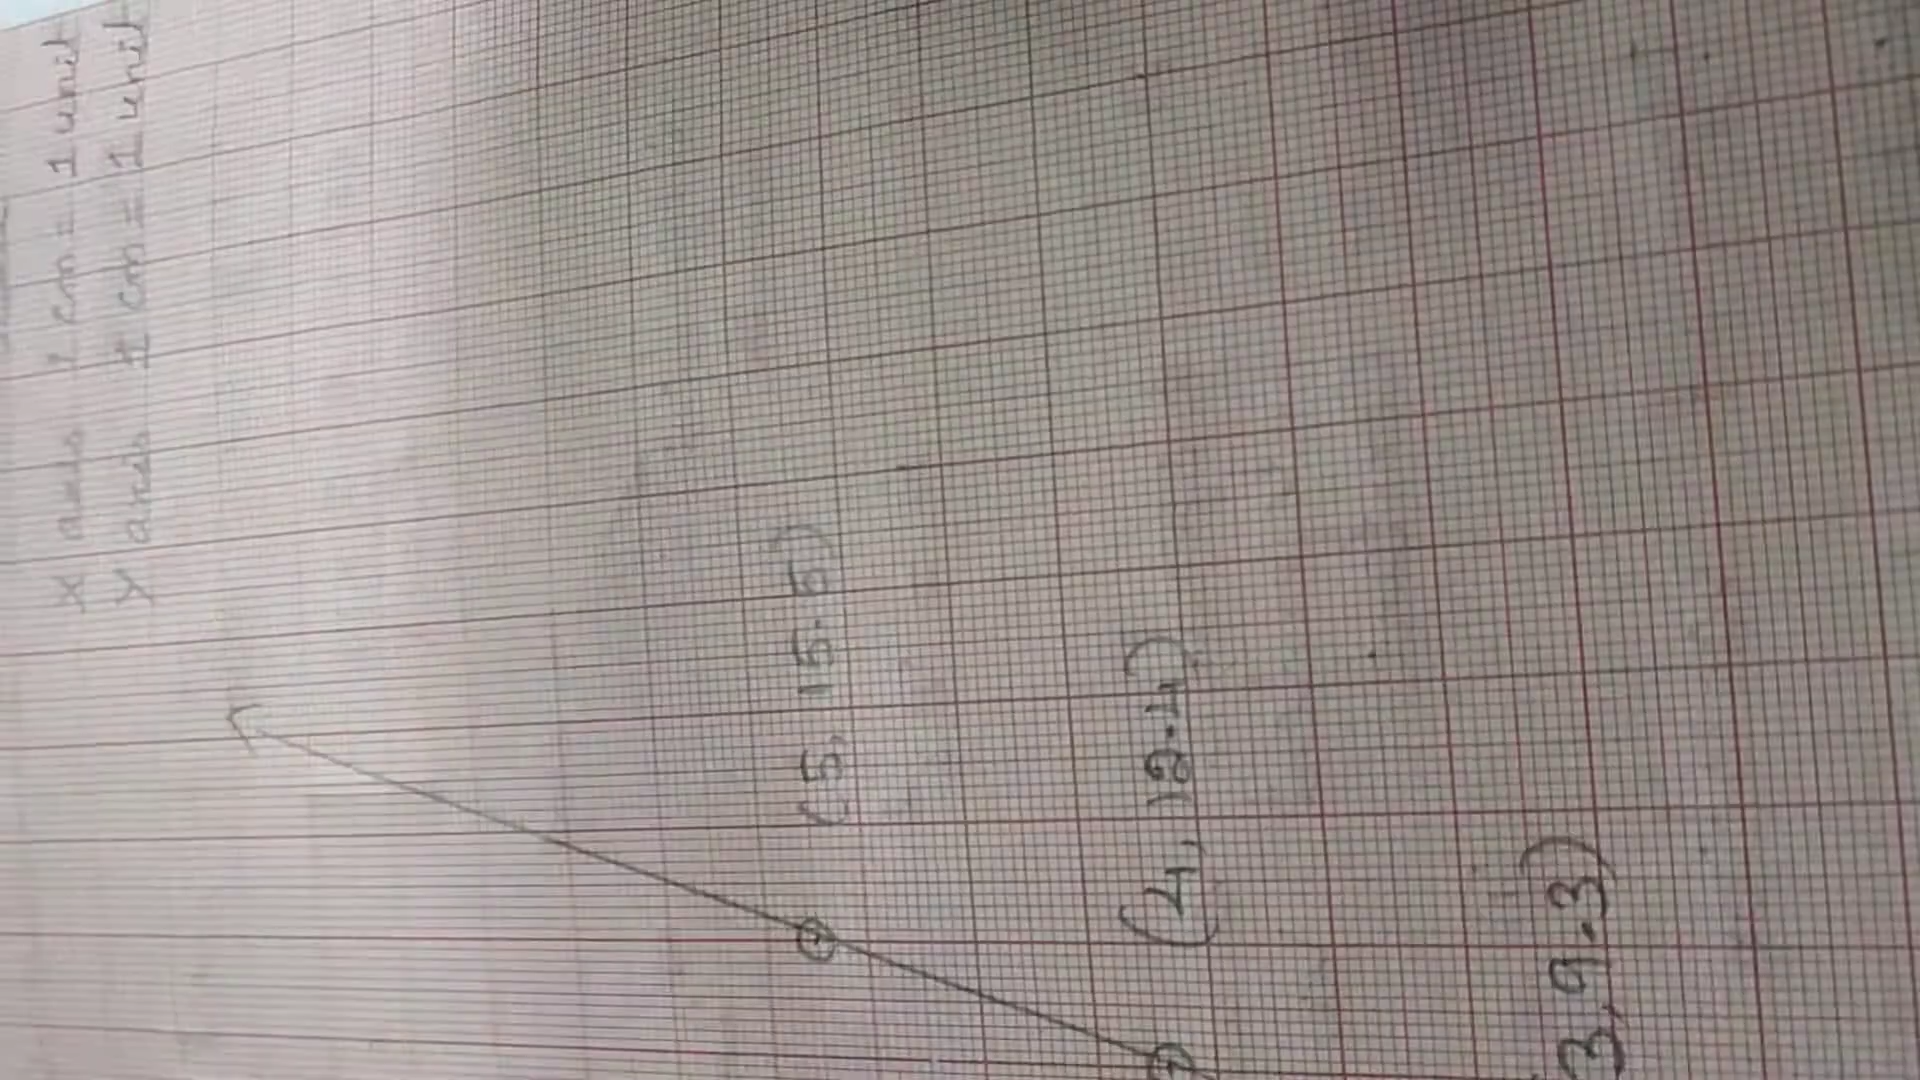 X axis 1 cm = 1 unit
Y axis 1 cm = 1 unit
(5, 15.5)
(4, 12.4)
3, 9.3)